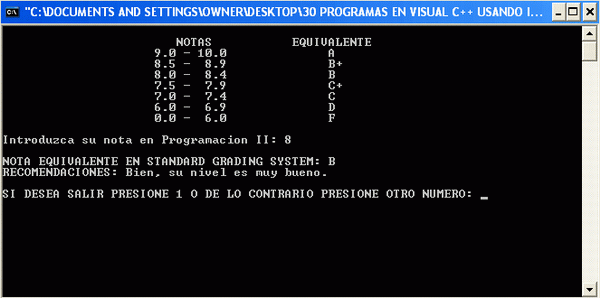 "C:\DOCUMENTS AND SETTINGS\OWNER\DESKTOP\30 PROGRAMAS EN VISUAL C++ USANDO I...
NOTAS EQUIVALENTE
9.0 - 10.0 A
8.5 - 8.9 B+
8.0 - 8.4 B
7.5 - 7.9 C+
7.0 - 7.4 C
6.0 - 6.9 D
0.0 - 6.0 F
Introduzca su nota en Programacion II: 8
NOTA EQUIVALENTE EN STANDARD GRADING SYSTEM: B
RECOMENDACIONES: Bien, su nivel es muy bueno.
SI DESEA SALIR PRESIONE 1 O DE LO CONTRARIO PRESIONE OTRO NUMERO: _